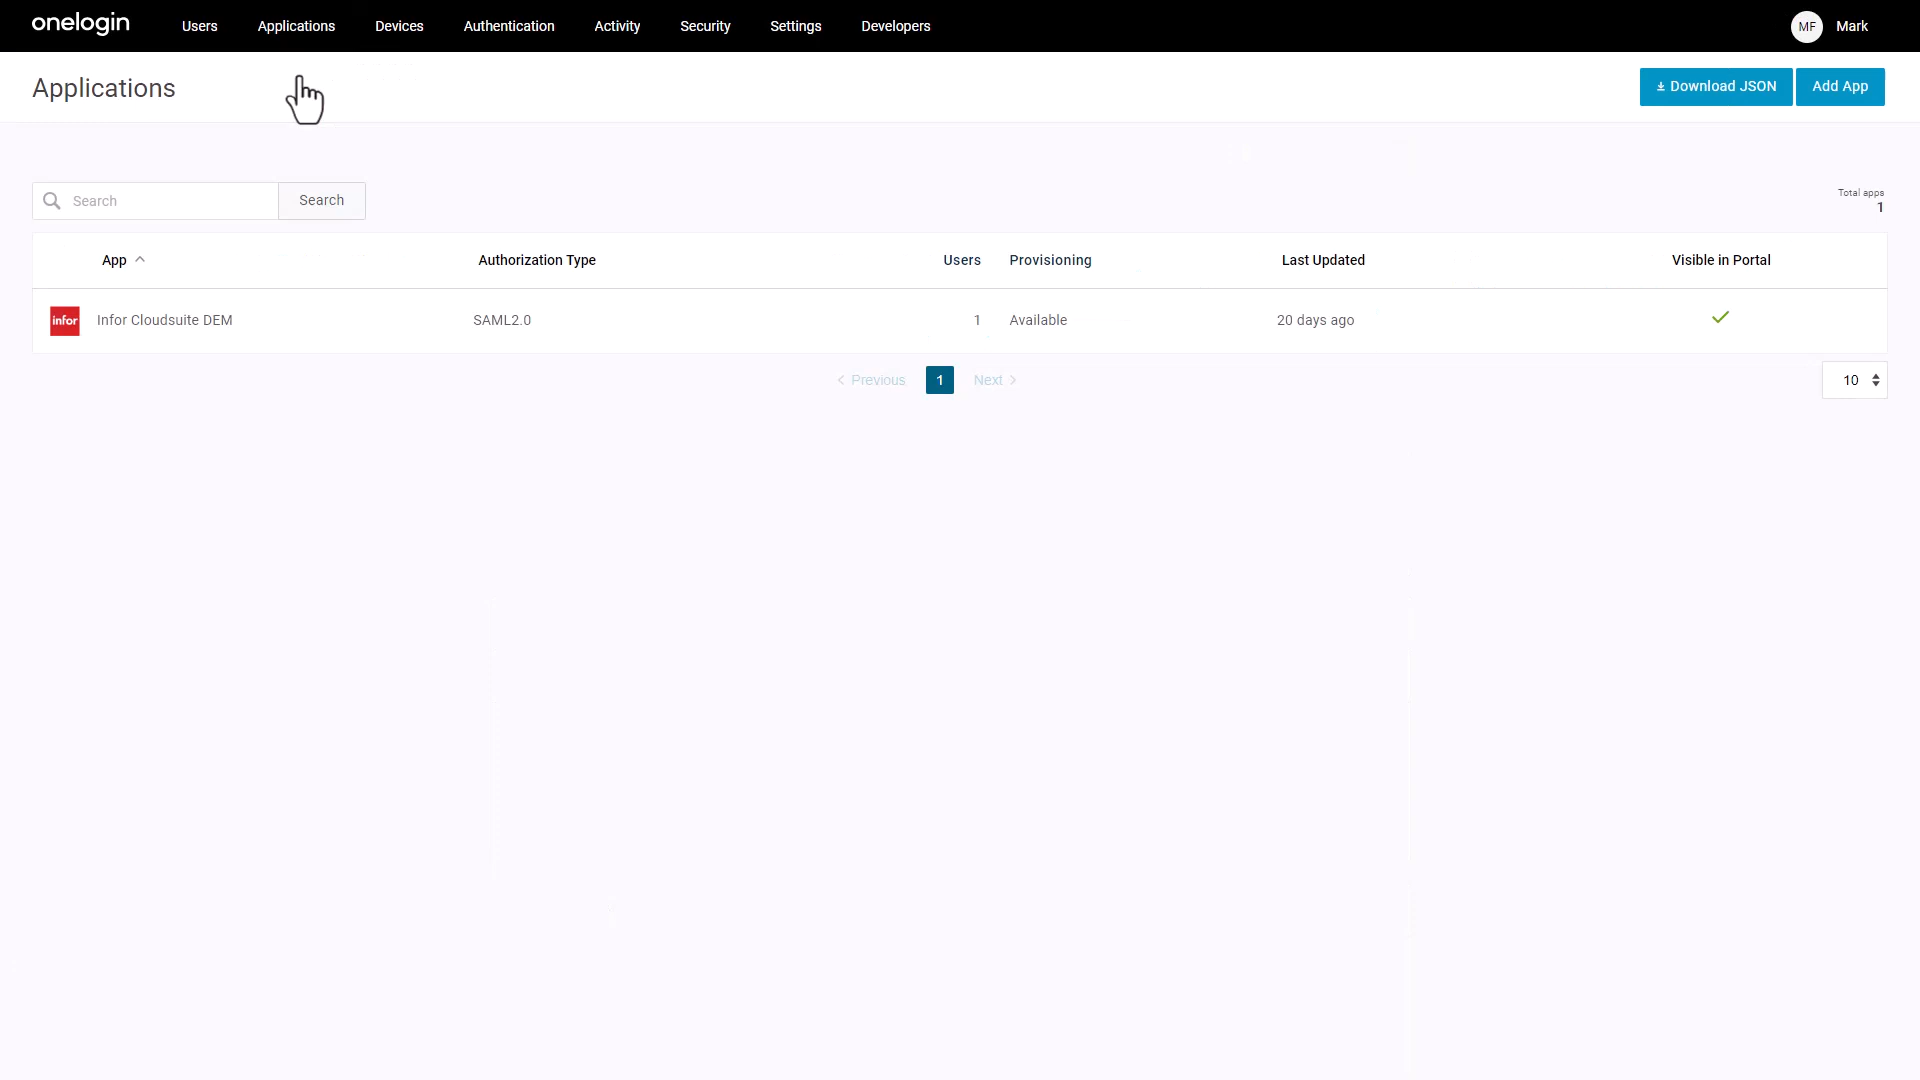 onelogin Users Applications Devices Authentication Activity Security Settings Developers MF Mark
Applications Download JSON Add App
Search Search
Total apps
1
App Authorization Type Users Provisioning Last Updated Visible in Portal
infor Infor Cloudsuite DEM SAML2.0 1 Available 20 days ago
Previous 1 Next 10